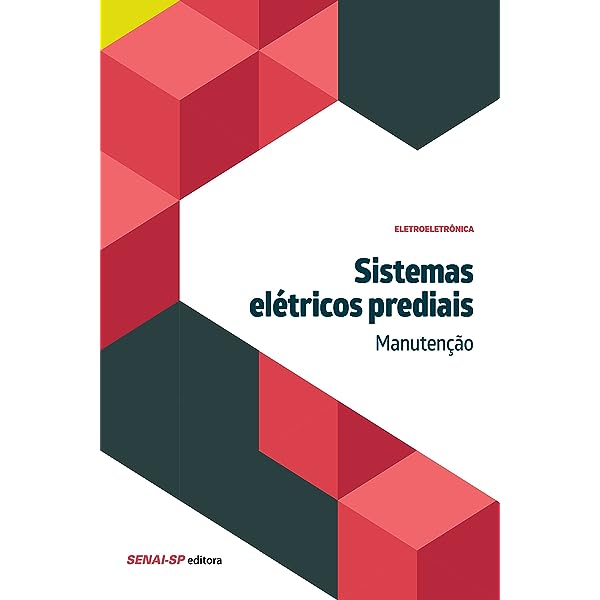 ELETROELETRÔNICA
Sistemas
elétricos prediais
Manutenção
SENAI-SP editora